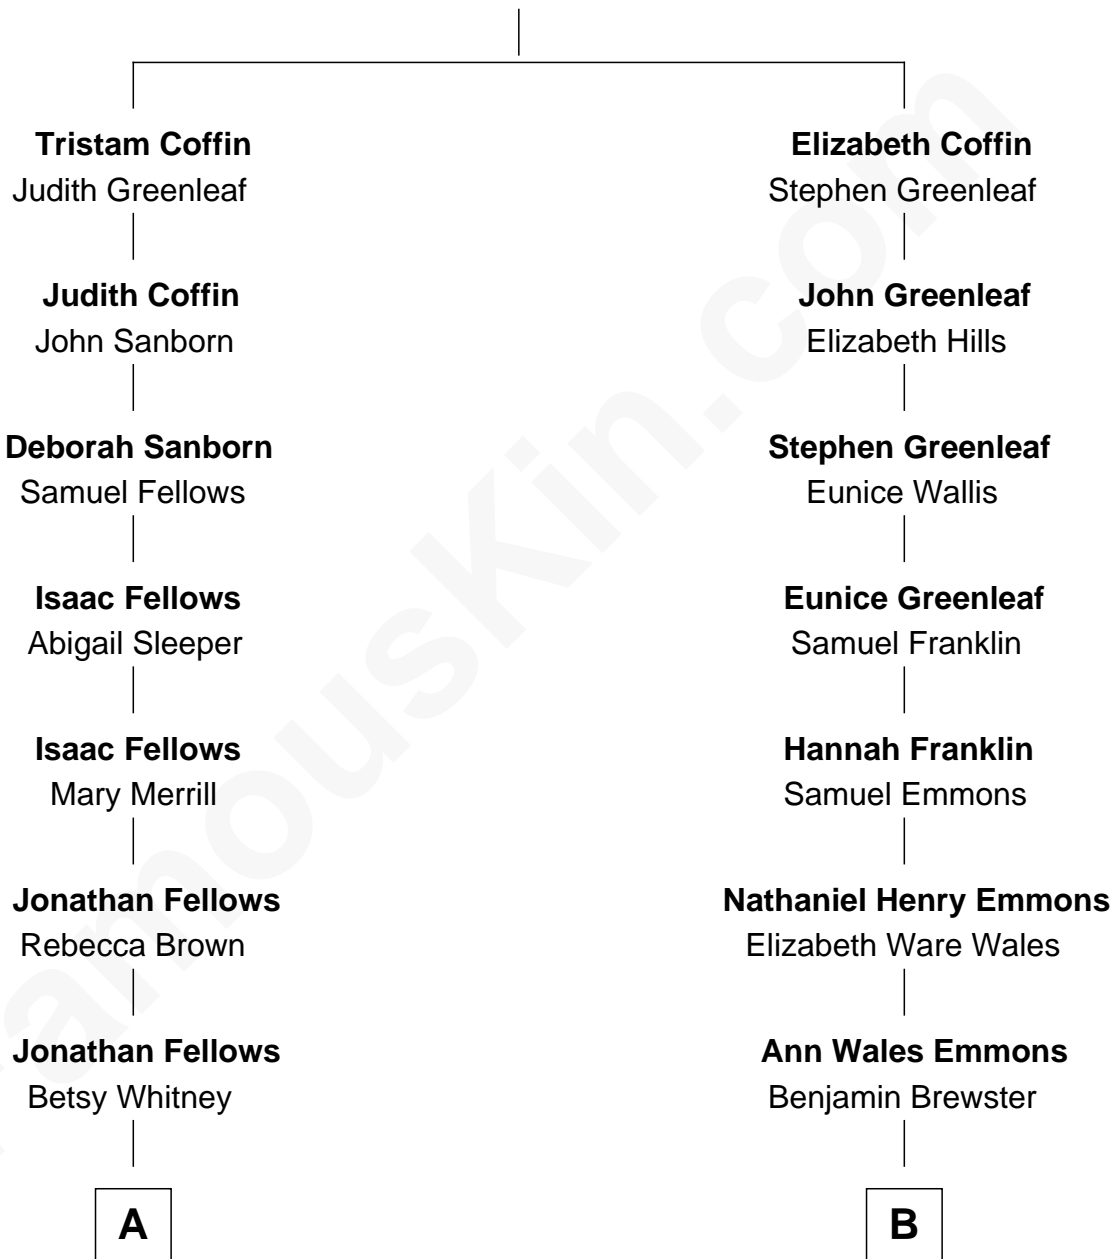 Tristam Coffin
Judith Greenleaf
Judith Coffin
John Sanborn
Deborah Sanborn
Samuel Fellows
Isaac Fellows
Abigail Sleeper
Isaac Fellows
Mary Merrill
Jonathan Fellows
Rebecca Brown
Jonathan Fellows
Betsy Whitney
A
Elizabeth Coffin
Stephen Greenleaf
John Greenleaf
Elizabeth Hills
Stephen Greenleaf
Eunice Wallis
Eunice Greenleaf
Samuel Franklin
Hannah Franklin
Samuel Emmons
Nathaniel Henry Emmons
Elizabeth Ware Wales
Ann Wales Emmons
Benjamin Brewster
B
FamousKin.com